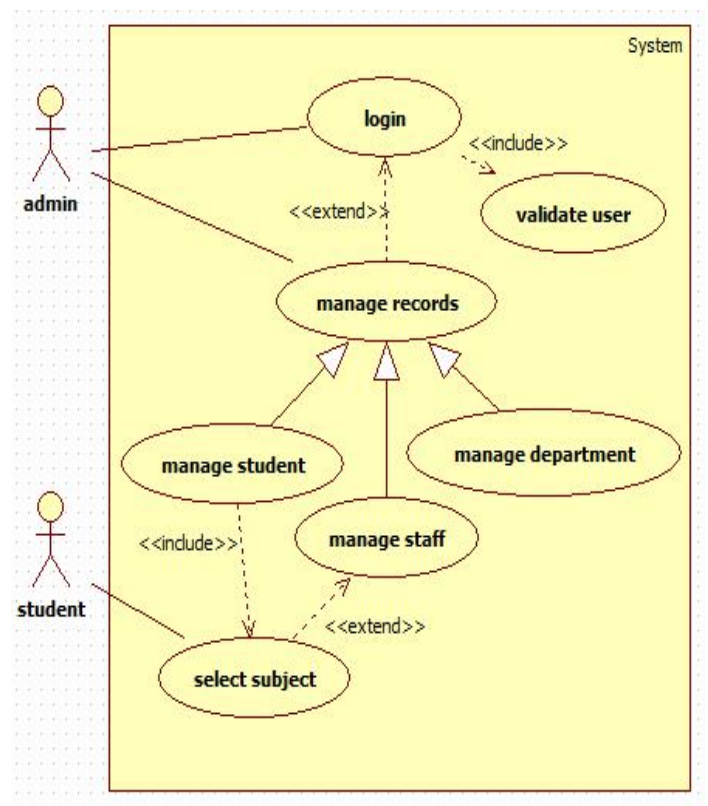 System
login
<<include>>
admin
<<extend>>
validate user
manage records
manage student
manage department
<<include>>
manage staff
student
<<extend>>
select subject